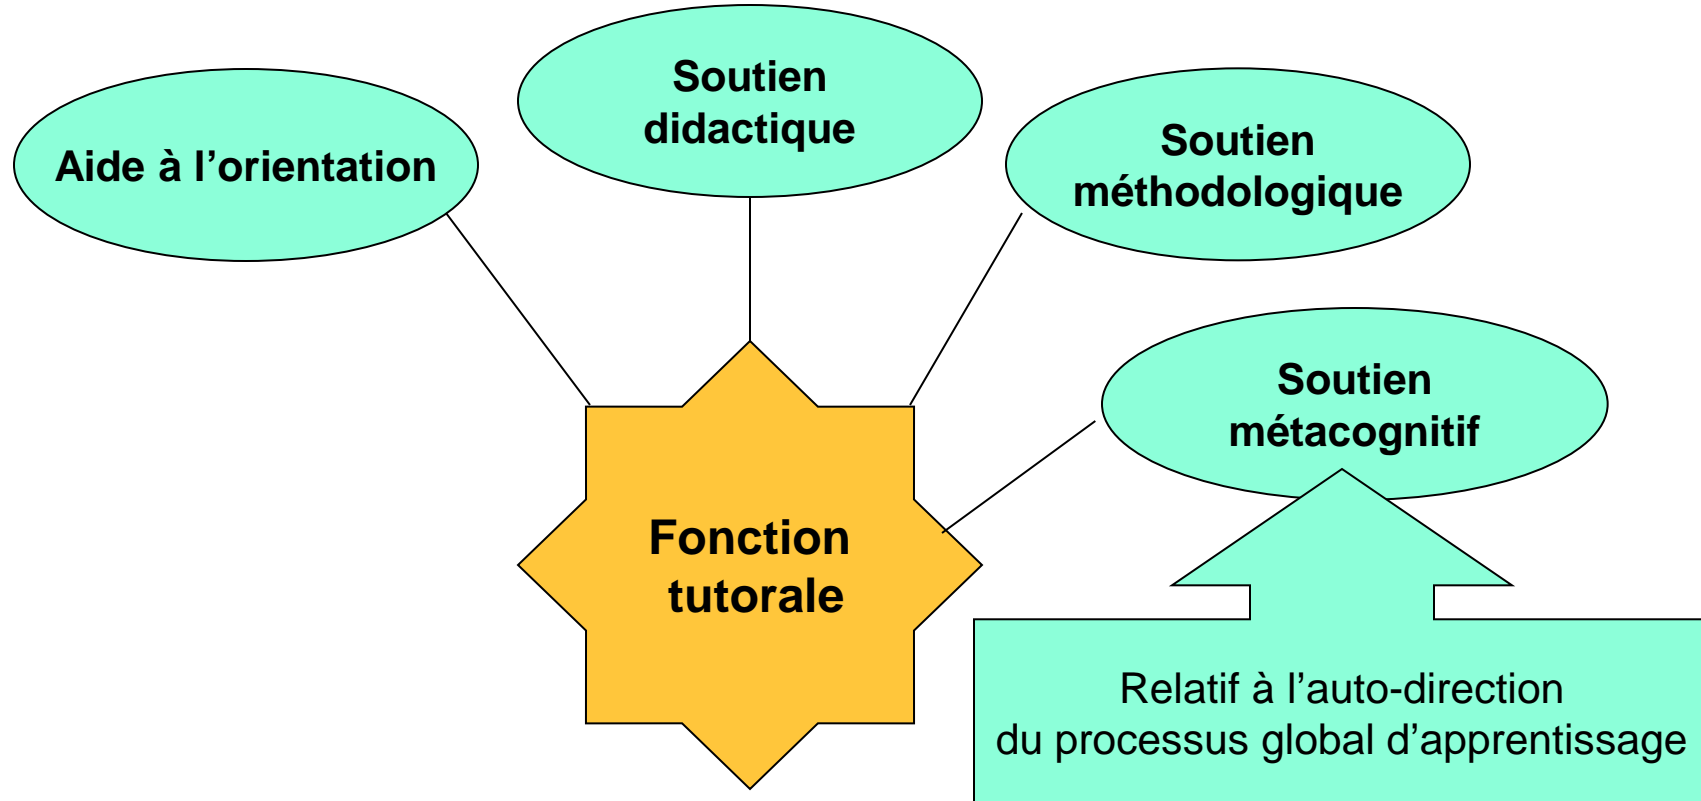 Aide à l’orientation
Soutien
didactique
Soutien
méthodologique
Soutien
métacognitif
Fonction
tutorale
Relatif à l’auto-direction
du processus global d’apprentissage